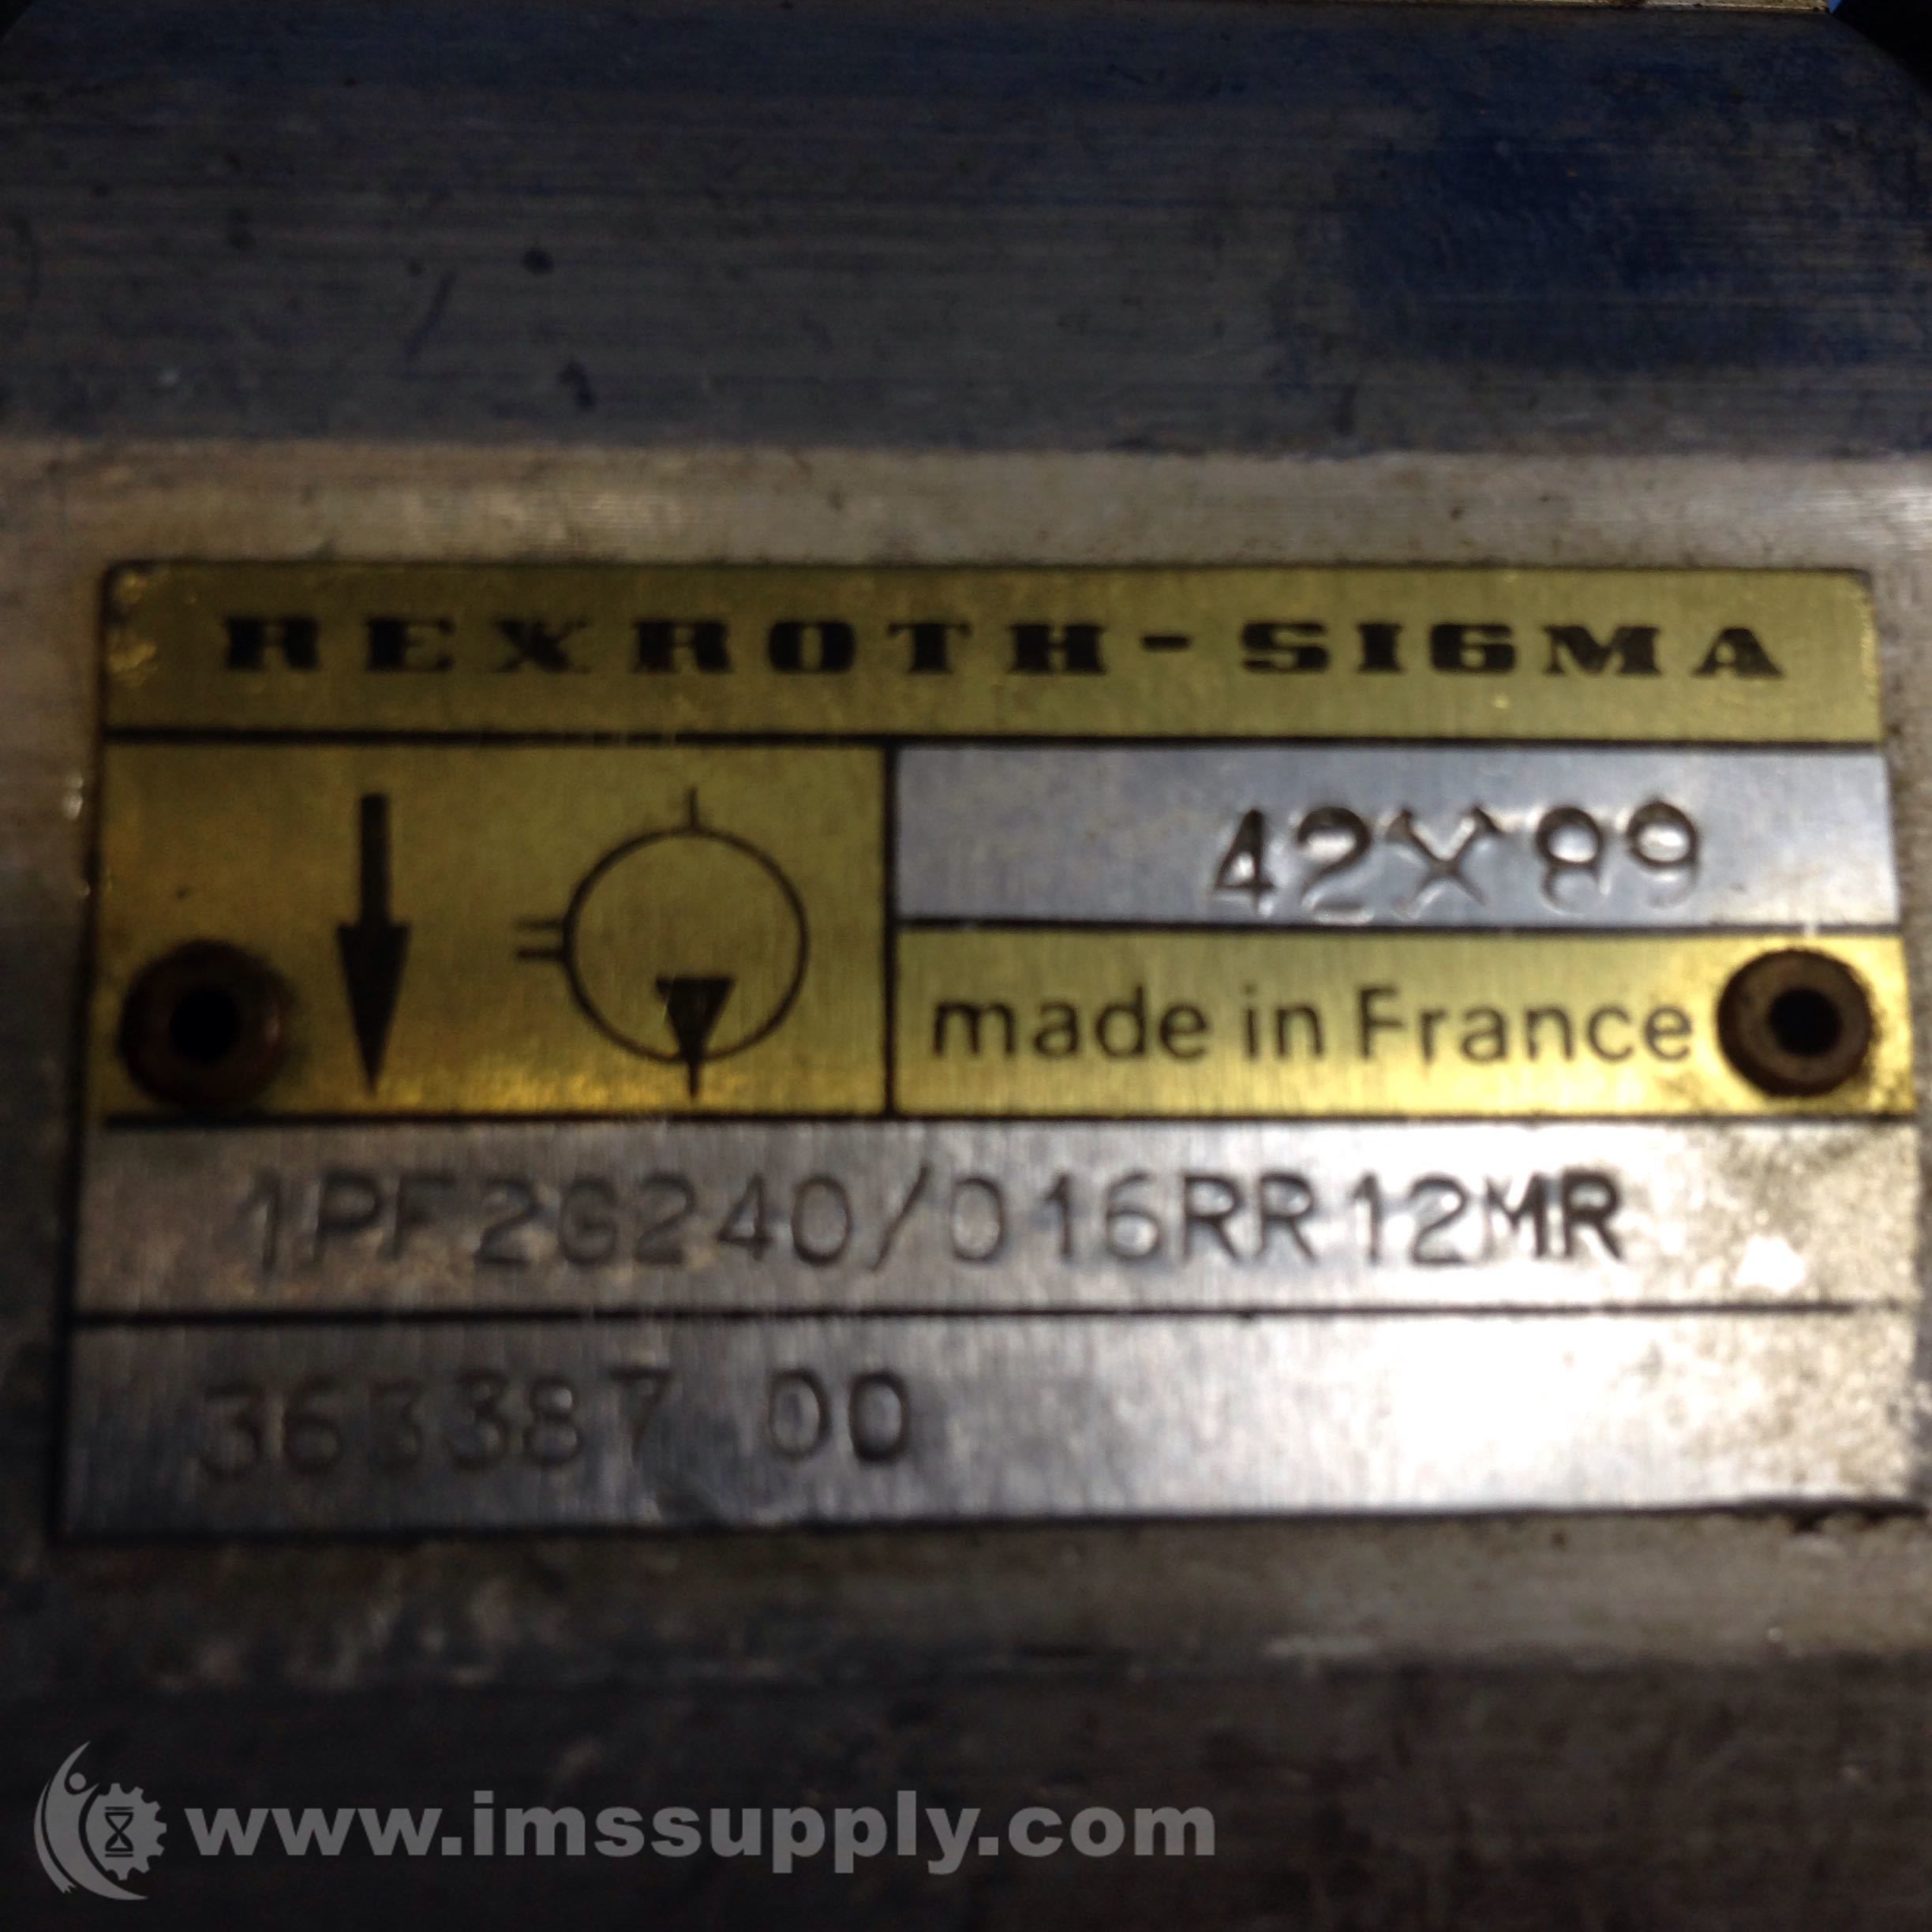 REXROTH-SIGMA
42X89
made in France
1PF2G240/016RR12MR
363387 00
www.imssupply.com